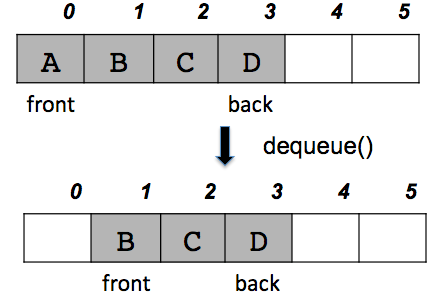 0 1 2 3 4 5
A B C D
front back
dequeue()
0 1 2 3 4 5
B C D
front back